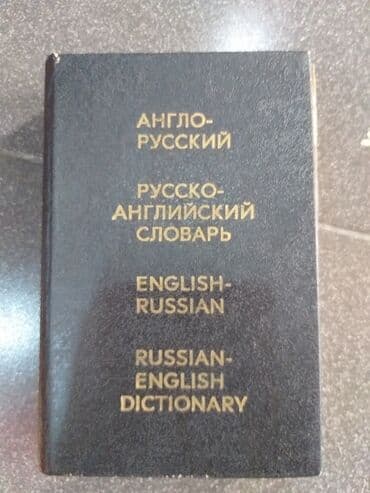 АНГЛО-
РУССКИЙ
РУССКО-
АНГЛИЙСКИЙ
СЛОВАРЬ
ENGLISH-
RUSSIAN
RUSSIAN-
ENGLISH
DICTIONARY